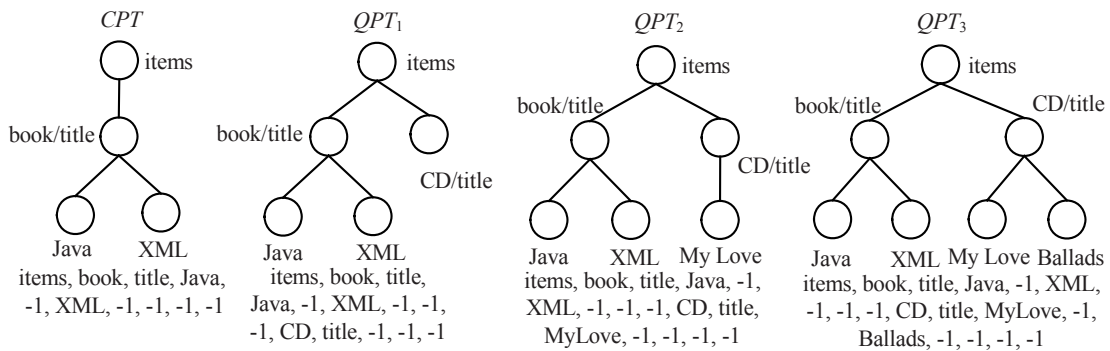 CPT
items
book/title
Java XML
items, book, title, Java,
-1, XML, -1, -1, -1, -1
QPT1
items
book/title
CD/title
Java XML
items, book, title,
Java, -1, XML, -1, -1,
-1, CD, title, -1, -1, -1
QPT2
items
book/title
CD/title
Java XML My Love
items, book, title, Java, -1,
XML, -1, -1, -1, CD, title,
MyLove, -1, -1, -1, -1
QPT3
items
book/title
CD/title
Java XML My Love Ballads
items, book, title, Java, -1, XML,
-1, -1, -1, CD, title, MyLove, -1,
Ballads, -1, -1, -1, -1